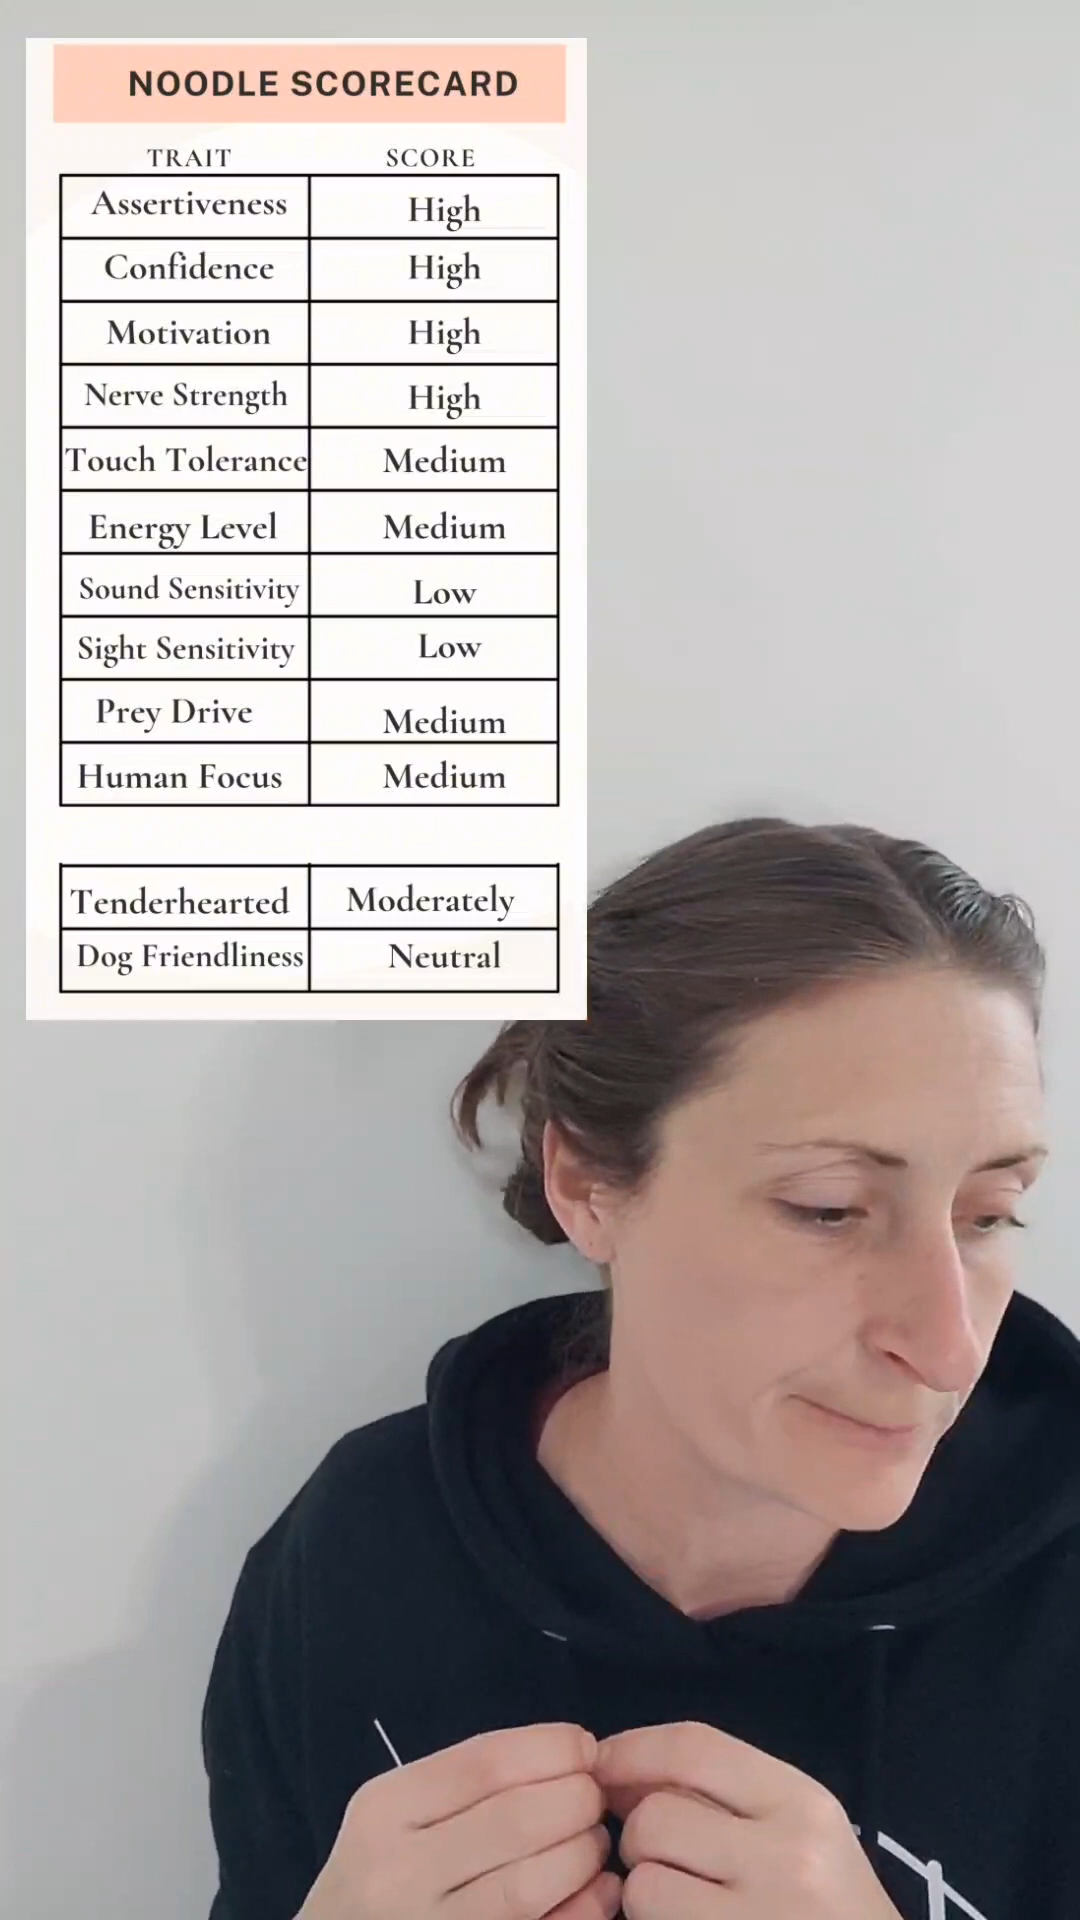 NOODLE SCORECARD
TRAIT SCORE
Assertiveness High
Confidence High
Motivation High
Nerve Strength High
Touch Tolerance Medium
Energy Level Medium
Sound Sensitivity Low
Sight Sensitivity Low
Prey Drive Medium
Human Focus Medium
Tenderhearted Moderately
Dog Friendliness Neutral